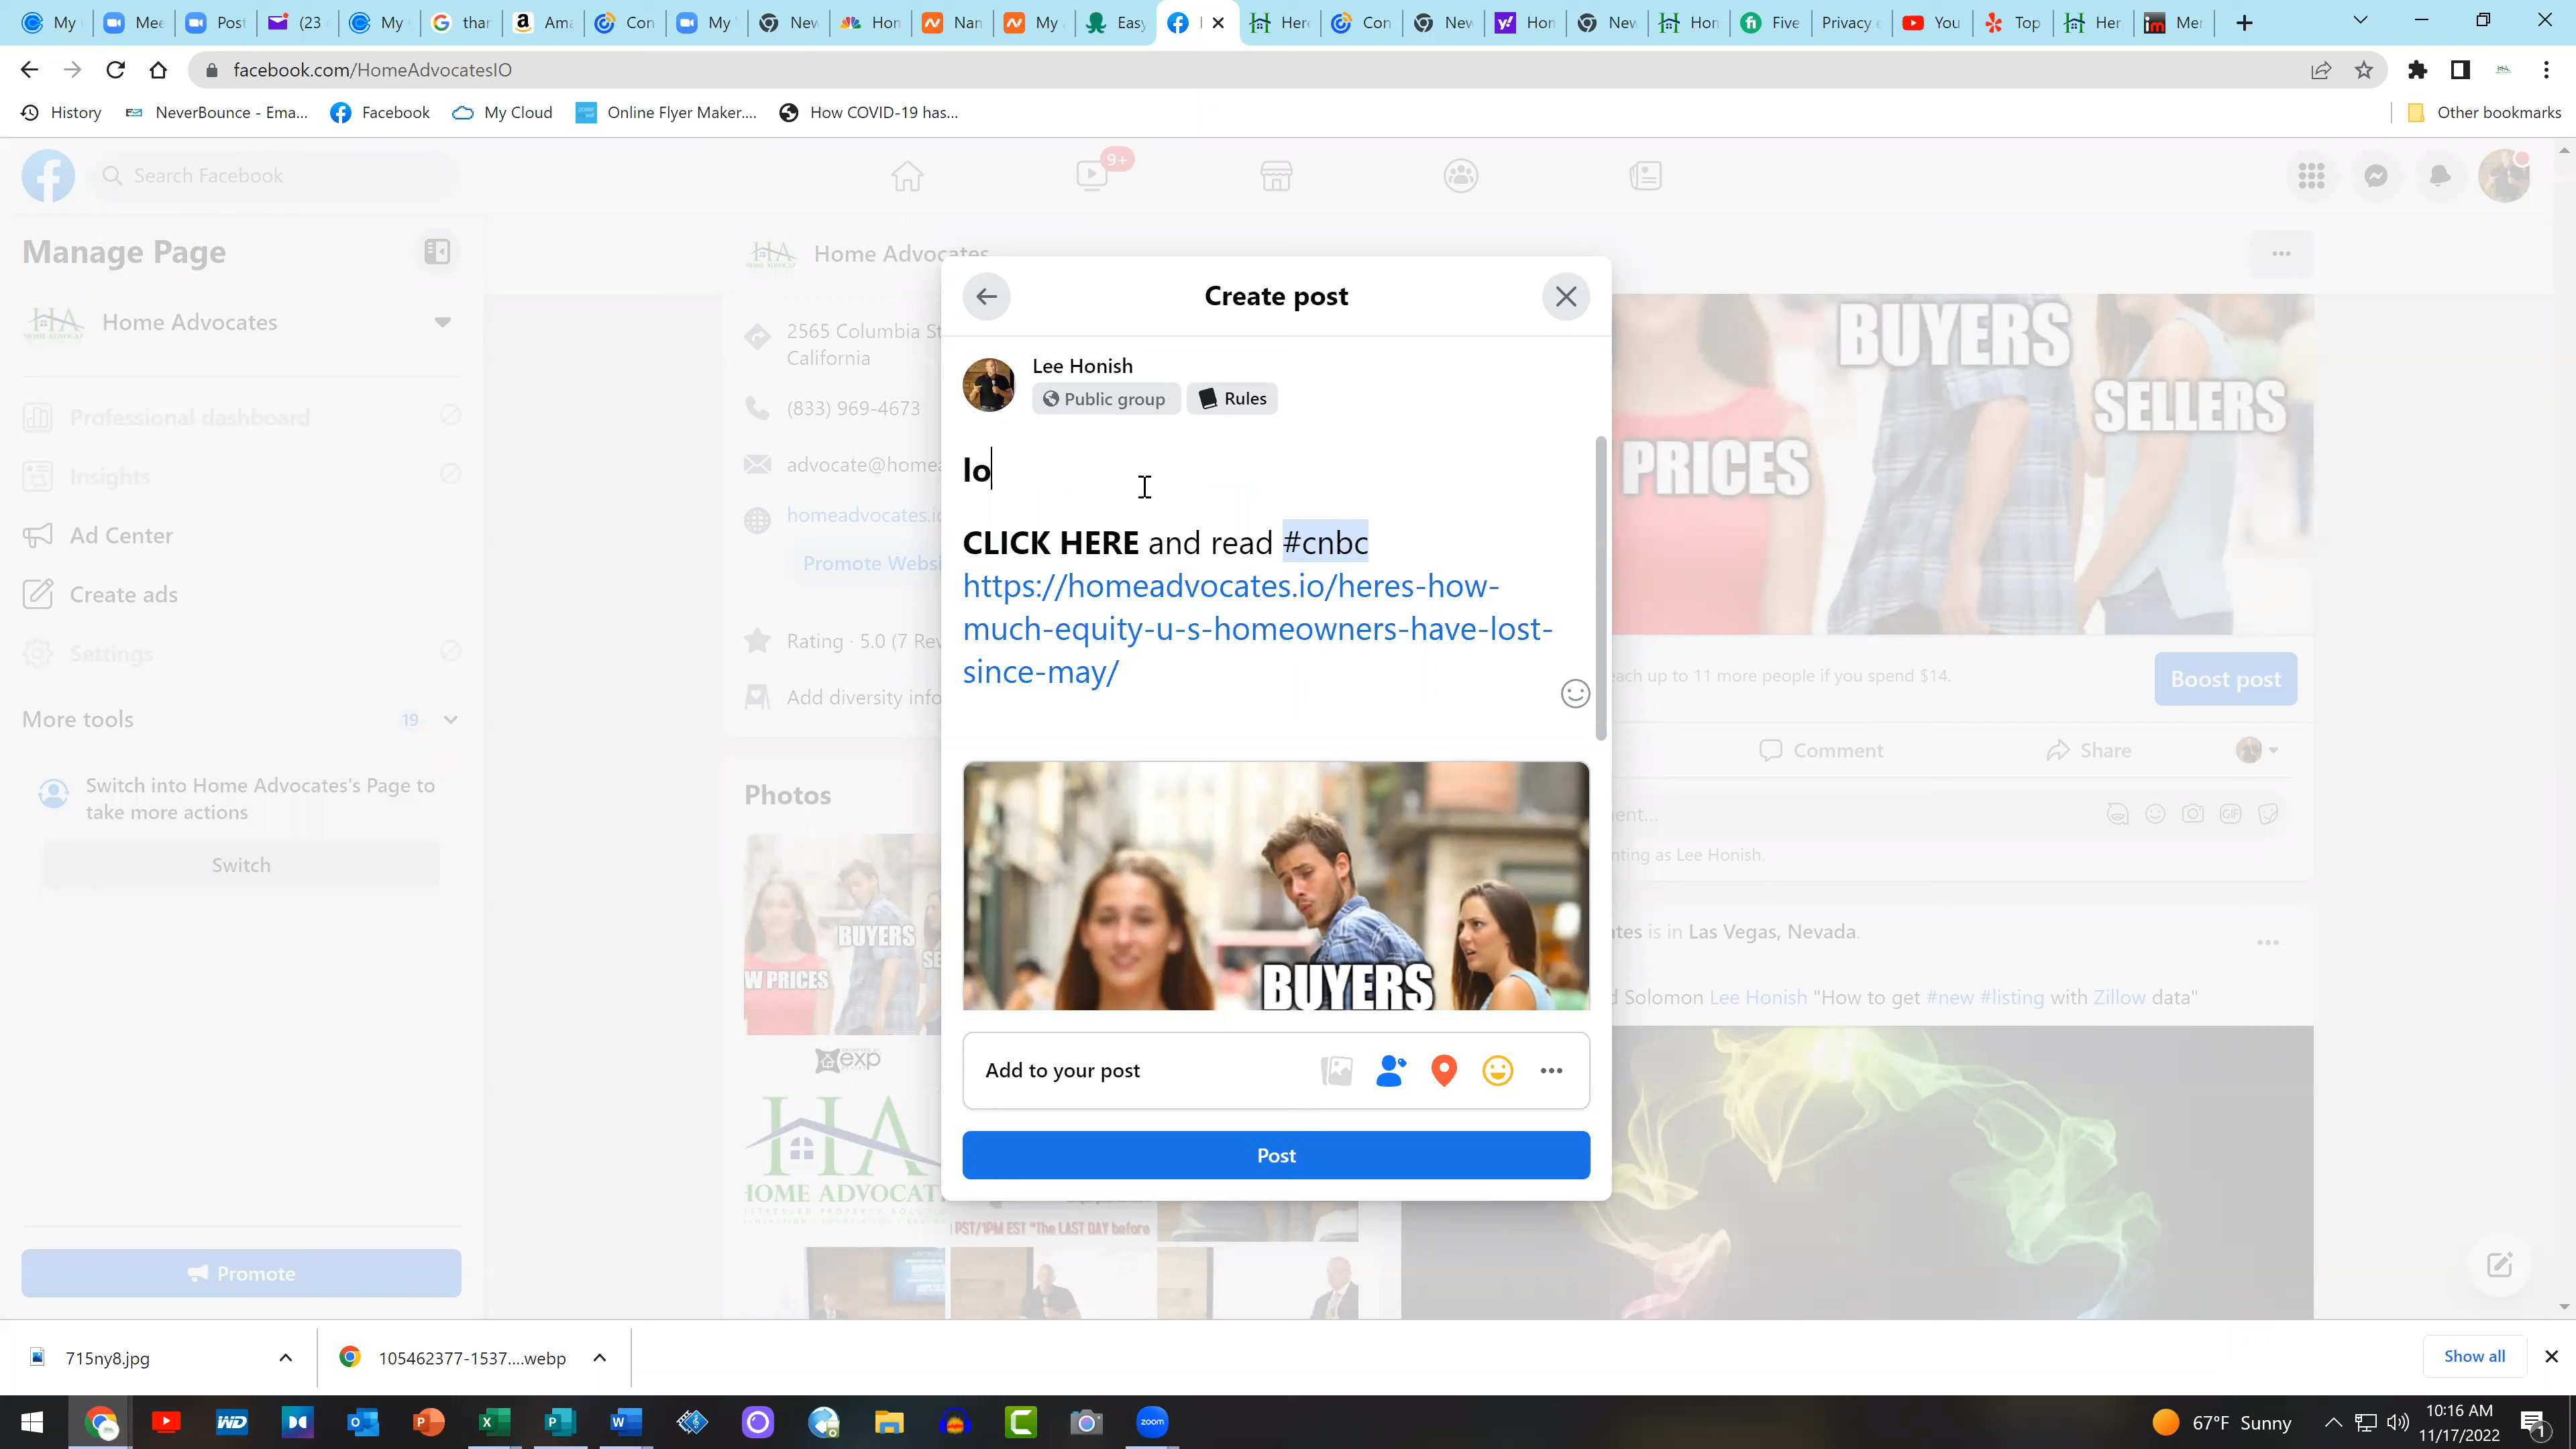 My
Mee
Post
(23
My
thar
Ama
Con
My
New
Hon
Nan
My
Easy
Here
Con
New
Hon
New
Hon
Five
Privacy
You
Top
Her
Mer
facebook.com/HomeAdvocatesIO
History
NeverBounce - Ema...
Facebook
My Cloud
Online Flyer Maker....
How COVID-19 has...
Other bookmarks
Search Facebook
9+
Manage Page
Home Advocates
Professional dashboard
Insights
Ad Center
Create ads
Settings
More tools
19
Switch into Home Advocates's Page to
take more actions
Switch
Promote
Home Advocates
2565 Columbia St
California
(833) 969-4673
advocate@homea
homeadvocates.io
Promote Websi
Rating · 5.0 (7 Rev
Add diversity info
Photos
W PRICES
BUYERS
SE
exp
HA
HOME ADVOCAT
PST/1PM EST "The LAST DAY before
Create post
Lee Honish
Public group
Rules
lo
CLICK HERE and read #cnbc
https://homeadvocates.io/heres-how-
much-equity-u-s-homeowners-have-lost-
since-may/
BUYERS
Add to your post
Post
BUYERS
SELLERS
PRICES
each up to 11 more people if you spend $14.
Boost post
Comment
Share
ent...
nting as Lee Honish.
tes is in Las Vegas, Nevada.
d Solomon Lee Honish "How to get #new #listing with Zillow data"
715ny8.jpg
105462377-1537....webp
Show all
zoom
67°F Sunny
10:16 AM
11/17/2022
1